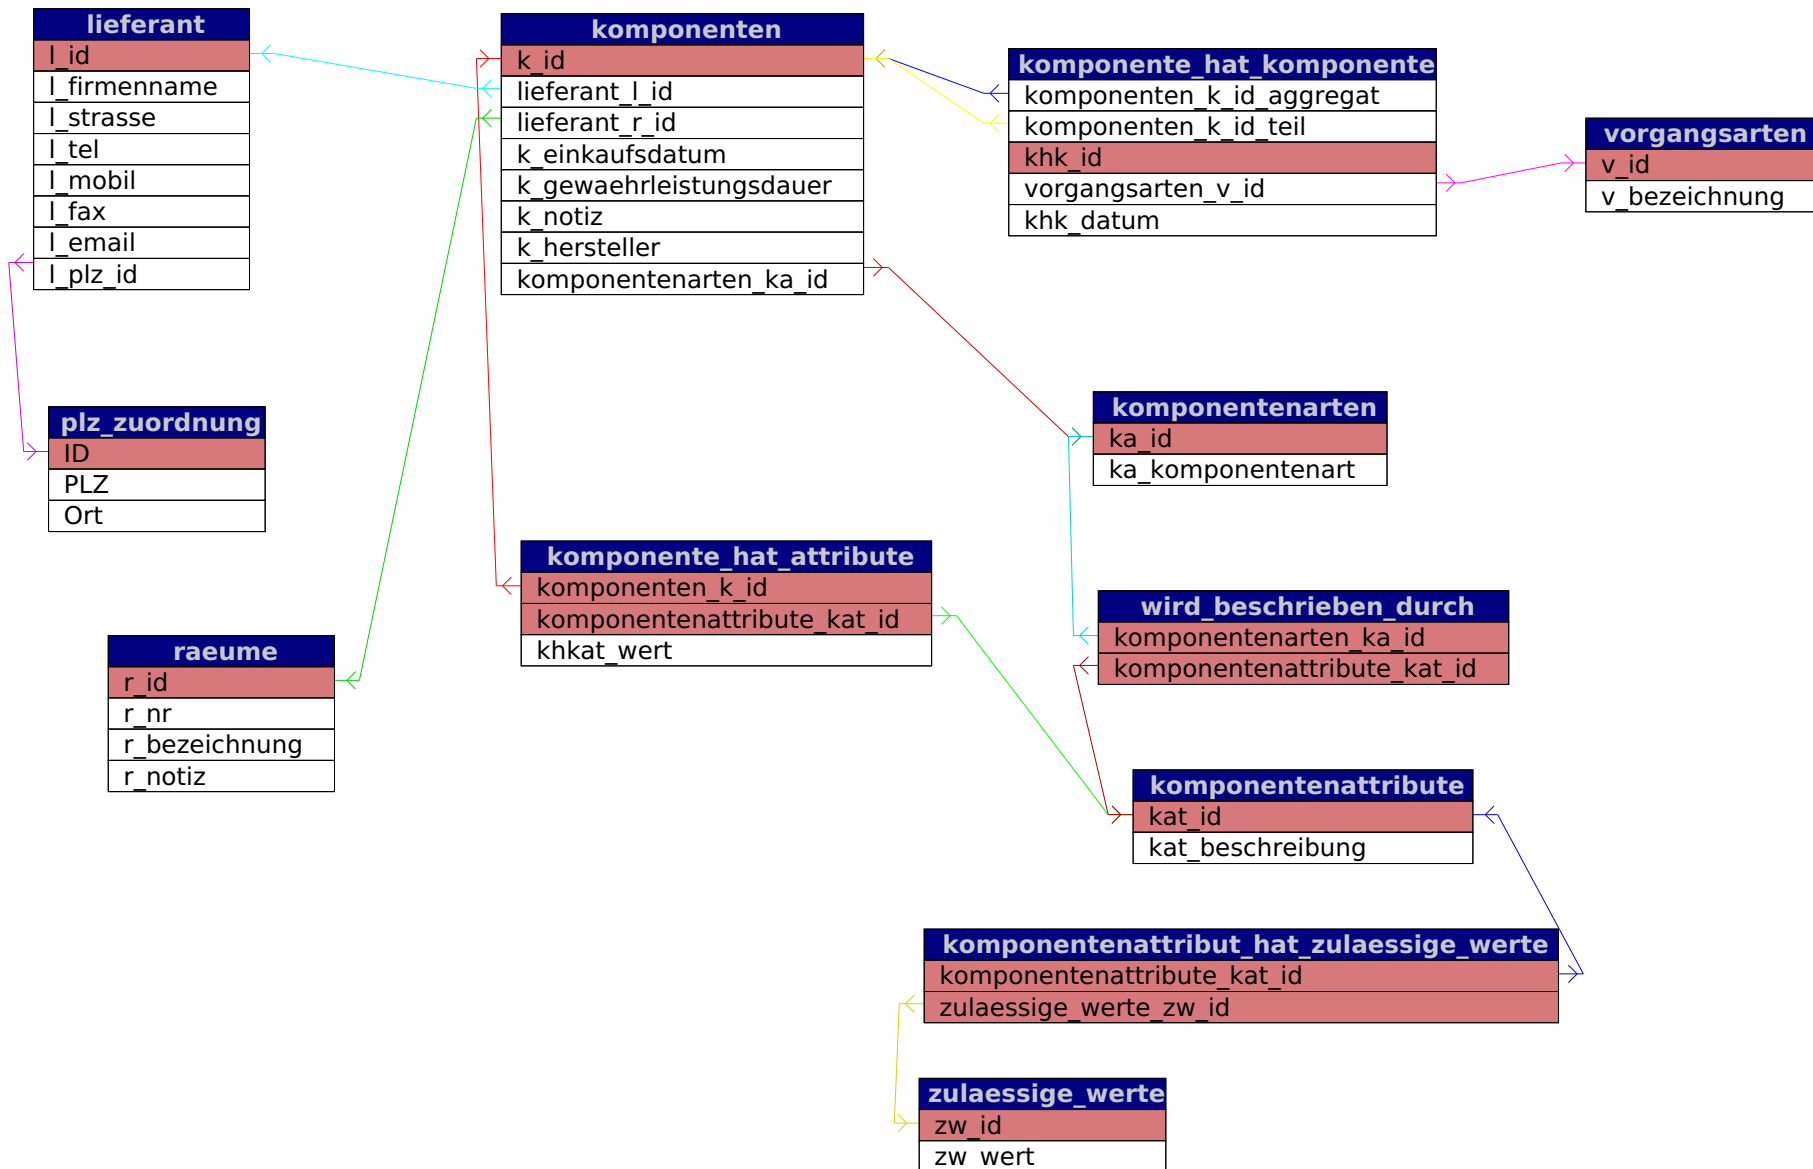 lieferant
l_id
l_firmenname
l_strasse
l_tel
l_mobil
l_fax
l_email
l_plz_id
komponenten
k_id
lieferant_l_id
lieferant_r_id
k_einkaufsdatum
k_gewaehrleistungsdauer
k_notiz
k_hersteller
komponentenarten_ka_id
komponente_hat_komponente
komponenten_k_id_aggregat
komponenten_k_id_teil
khk_id
vorgangsarten_v_id
khk_datum
vorgangsarten
v_id
v_bezeichnung
plz_zuordnung
ID
PLZ
Ort
komponentenarten
ka_id
ka_komponentenart
komponente_hat_attribute
komponenten_k_id
komponentenattribute_kat_id
khkat_wert
wird_beschrieben_durch
komponentenarten_ka_id
komponentenattribute_kat_id
raeume
r_id
r_nr
r_bezeichnung
r_notiz
komponentenattribute
kat_id
kat_beschreibung
komponentenattribut_hat_zulaessige_werte
komponentenattribute_kat_id
zulaessige_werte_zw_id
zulaessige_werte
zw_id
zw_wert